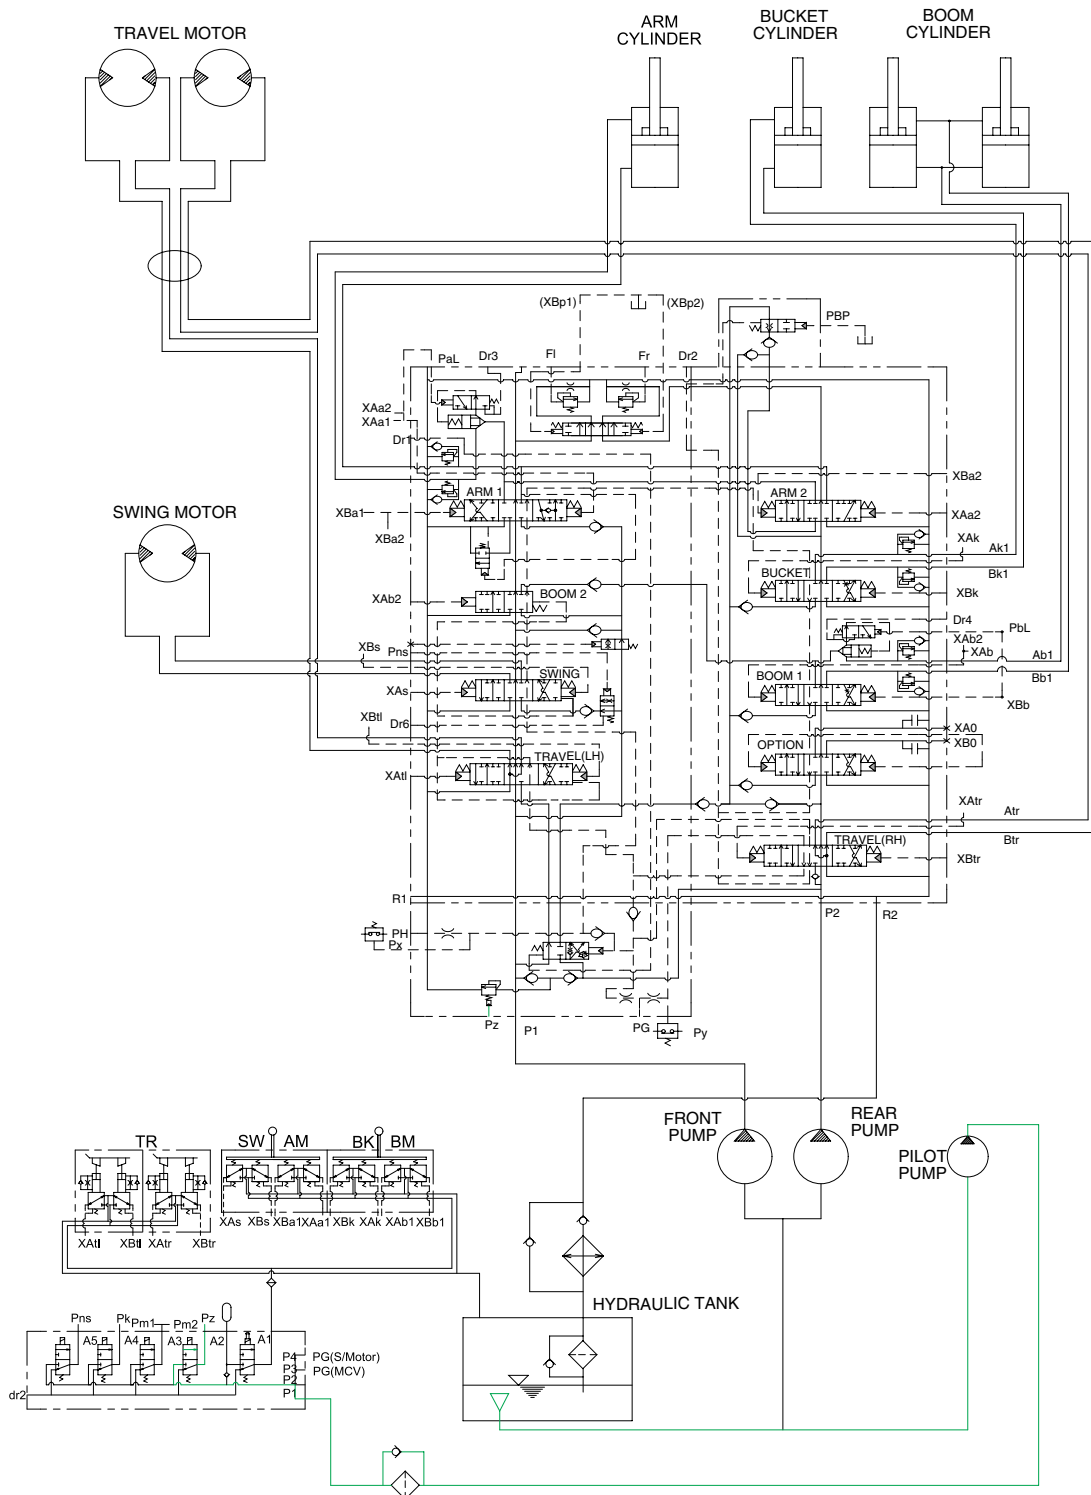 TRAVEL MOTOR
ARM
CYLINDER
BUCKET
CYLINDER
BOOM
CYLINDER
(XBp1)
(XBp2)
PBP
PaL
Dr3
Fl
Fr
Dr2
XAa2
XAa1
Dr1
ARM 1
ARM 2
XBa2
SWING MOTOR
XBa1
XBa2
XAa2
XAk
Ak1
BUCKET
Bk1
XAb2
BOOM 2
XBk
Dr4
PbL
XBs
Pns
XAb2
XAb
Ab1
SWING
BOOM 1
Bb1
XAs
XBb
XBtl
Dr6
XA0
XB0
OPTION
TRAVEL(LH)
XAtl
XAtr
Atr
TRAVEL(RH)
Btr
XBtr
R1
P2
R2
PH
Px
Pz
P1
PG
Py
FRONT
PUMP
REAR
PUMP
PILOT
PUMP
TR
SW AM BK BM
XAs XBs XBa1 XAa1 XBk XAk XAb1 XBb1
XAtl XBtl XAtr XBtr
HYDRAULIC TANK
Pns Pk Pm1 Pm2 Pz
A5 A4 A3 A2 A1
P4 PG(S/Motor)
P3 PG(MCV)
P2
P1
dr2